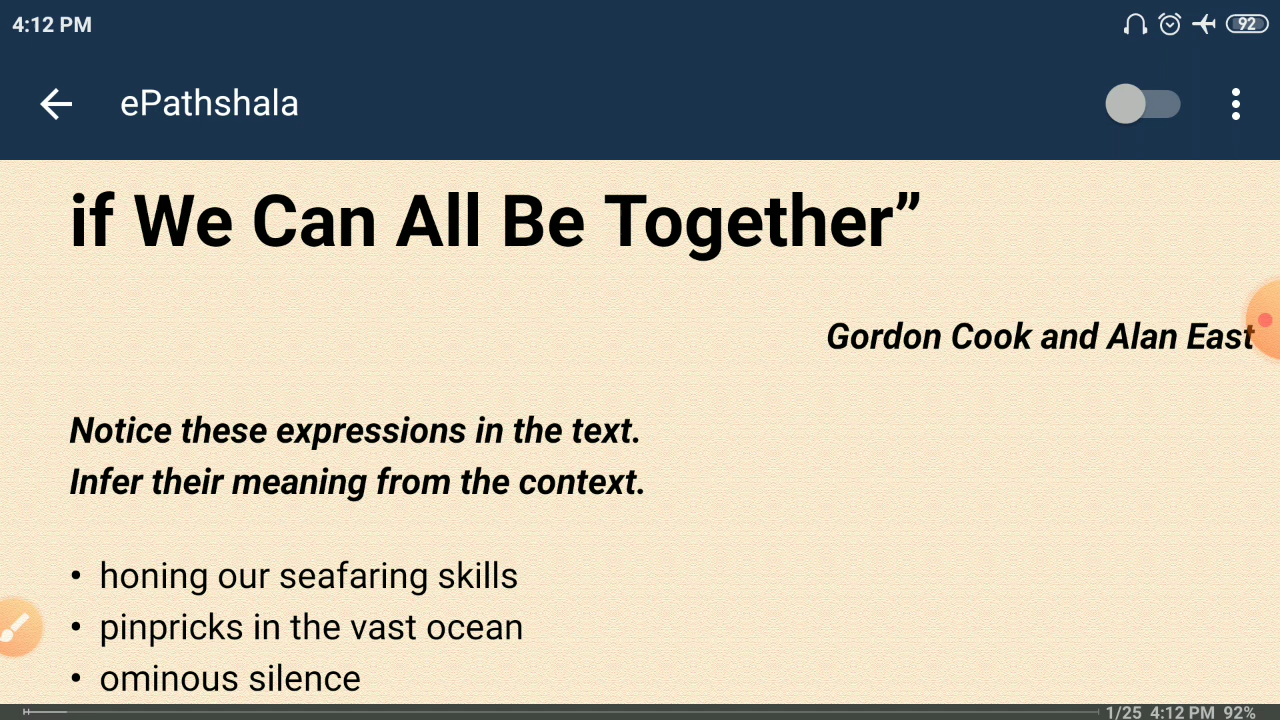 4:12 PM
92
ePathshala
if We Can All Be Together”
Gordon Cook and Alan East
Notice these expressions in the text.
Infer their meaning from the context.
• honing our seafaring skills
• pinpricks in the vast ocean
• ominous silence
1/25 4:12 PM 92%